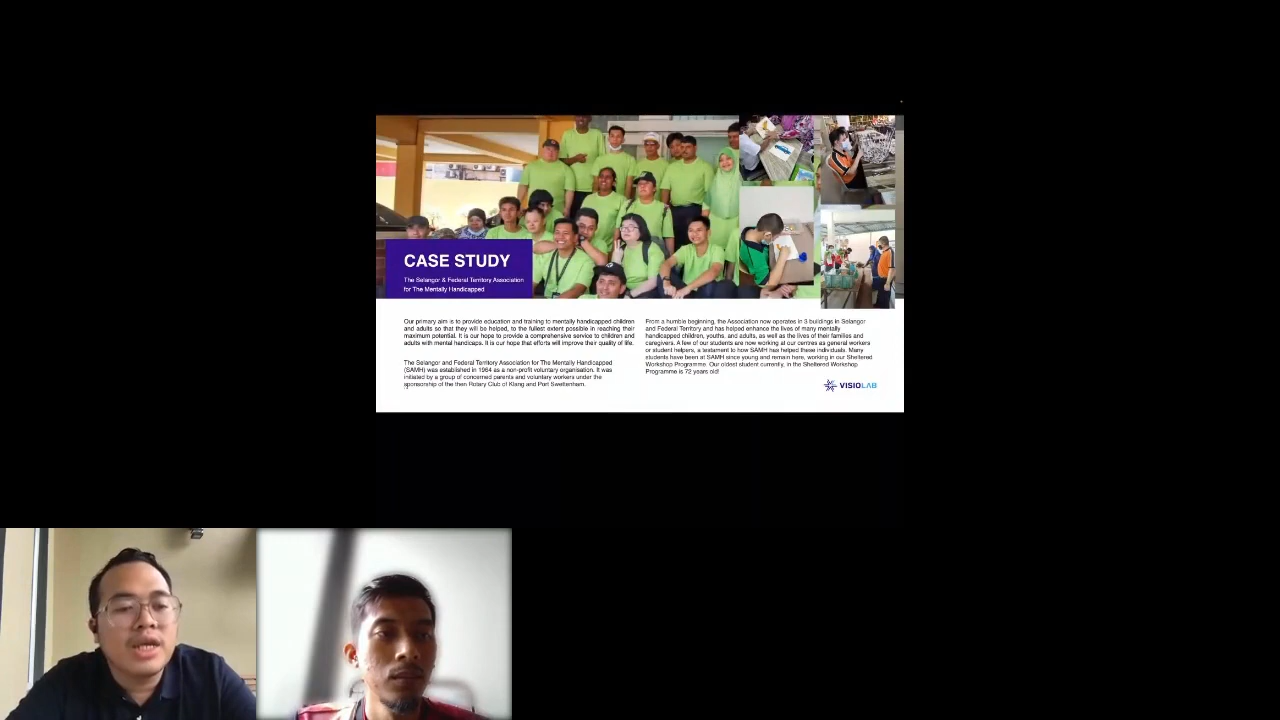 CASE STUDY
The Selangor & Federal Territory Association
for The Mentally Handicapped
Our primary aim is to provide education and training to mentally handicapped children
and adults so that they will be helped, to the fullest extent possible in reaching their
maximum potential. It is our hope to provide a comprehensive service to children and
adults with mental handicaps. It is our hope that efforts will improve their quality of life.
The Selangor and Federal Territory Association for The Mentally Handicapped
(SAMH) was established in 1964 as a non-profit voluntary organisation. It was
initiated by a group of concerned parents and voluntary workers under the
sponsorship of the then Rotary Club of Klang and Port Swettenham.
From a humble beginning, the Association now operates in 3 buildings in Selangor
and Federal Territory and has helped enhance the lives of many mentally
handicapped children, youths, and adults, as well as the lives of their families and
caregivers. A few of our students are now working at our centres as general workers
or student helpers, a testament to how SAMH has helped these individuals. Many
students have been at SAMH since young and remain here, working in our Sheltered
Workshop Programme. Our oldest student currently, in the Sheltered Workshop
Programme is 72 years old!
VISIOLAB